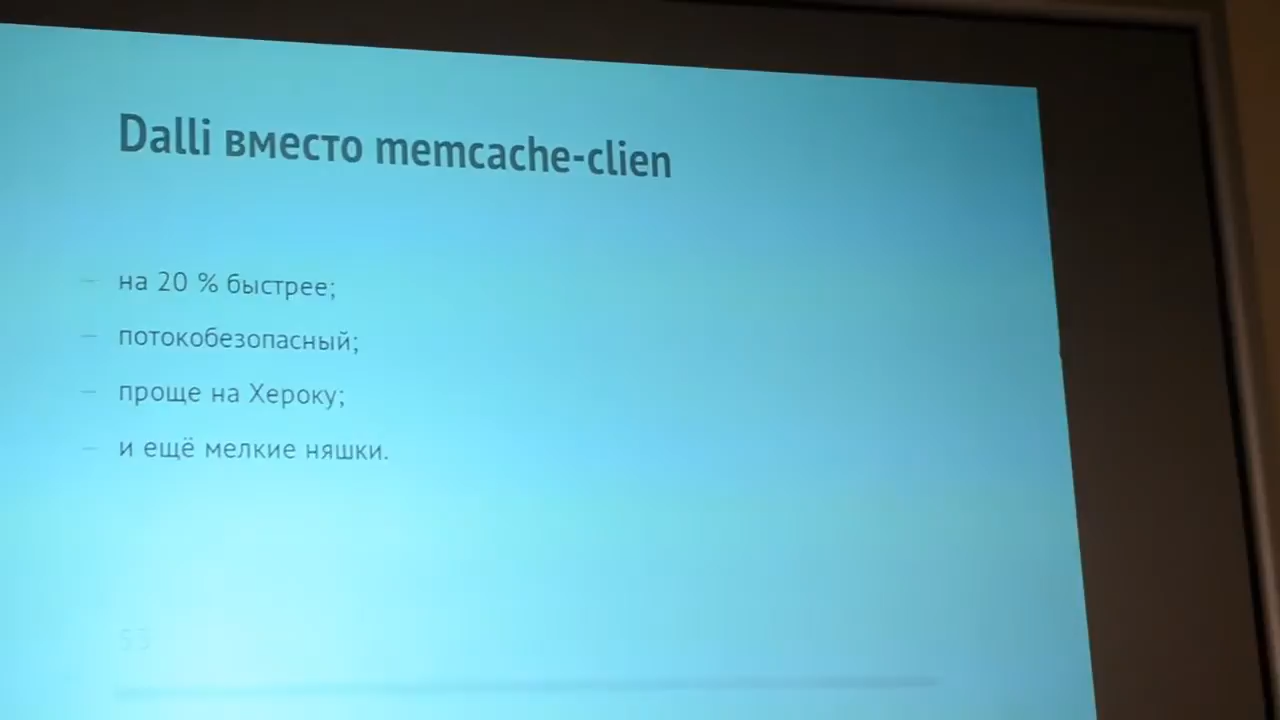 Dalli вместо memcache-clien
– на 20 % быстрее;
– потокобезопасный;
– проще на Хероку;
– и ещё мелкие няшки.